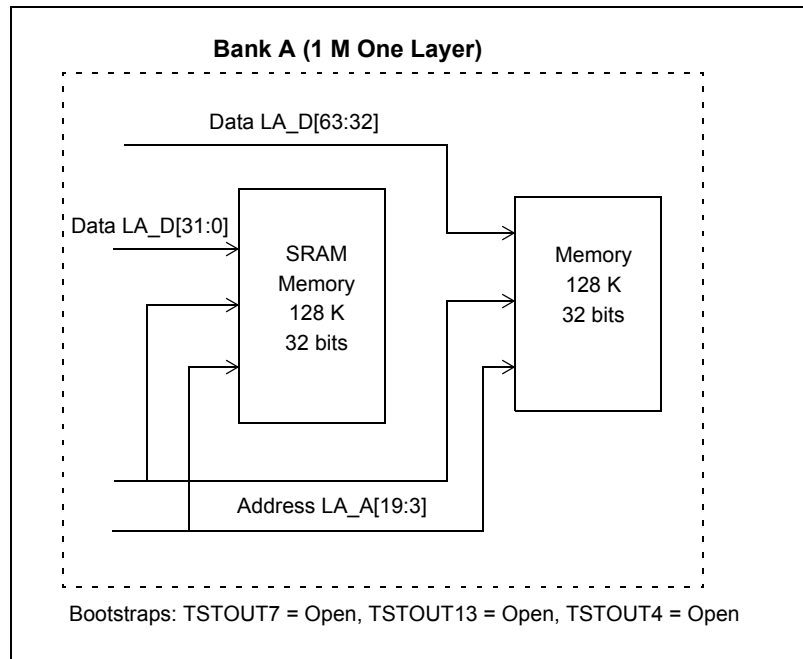 Bank A (1 M One Layer)
Data LA_D[63:32]
Data LA_D[31:0]
SRAM
Memory
128 K
32 bits
Memory
128 K
32 bits
Address LA_A[19:3]
Bootstraps: TSTOUT7 = Open, TSTOUT13 = Open, TSTOUT4 = Open